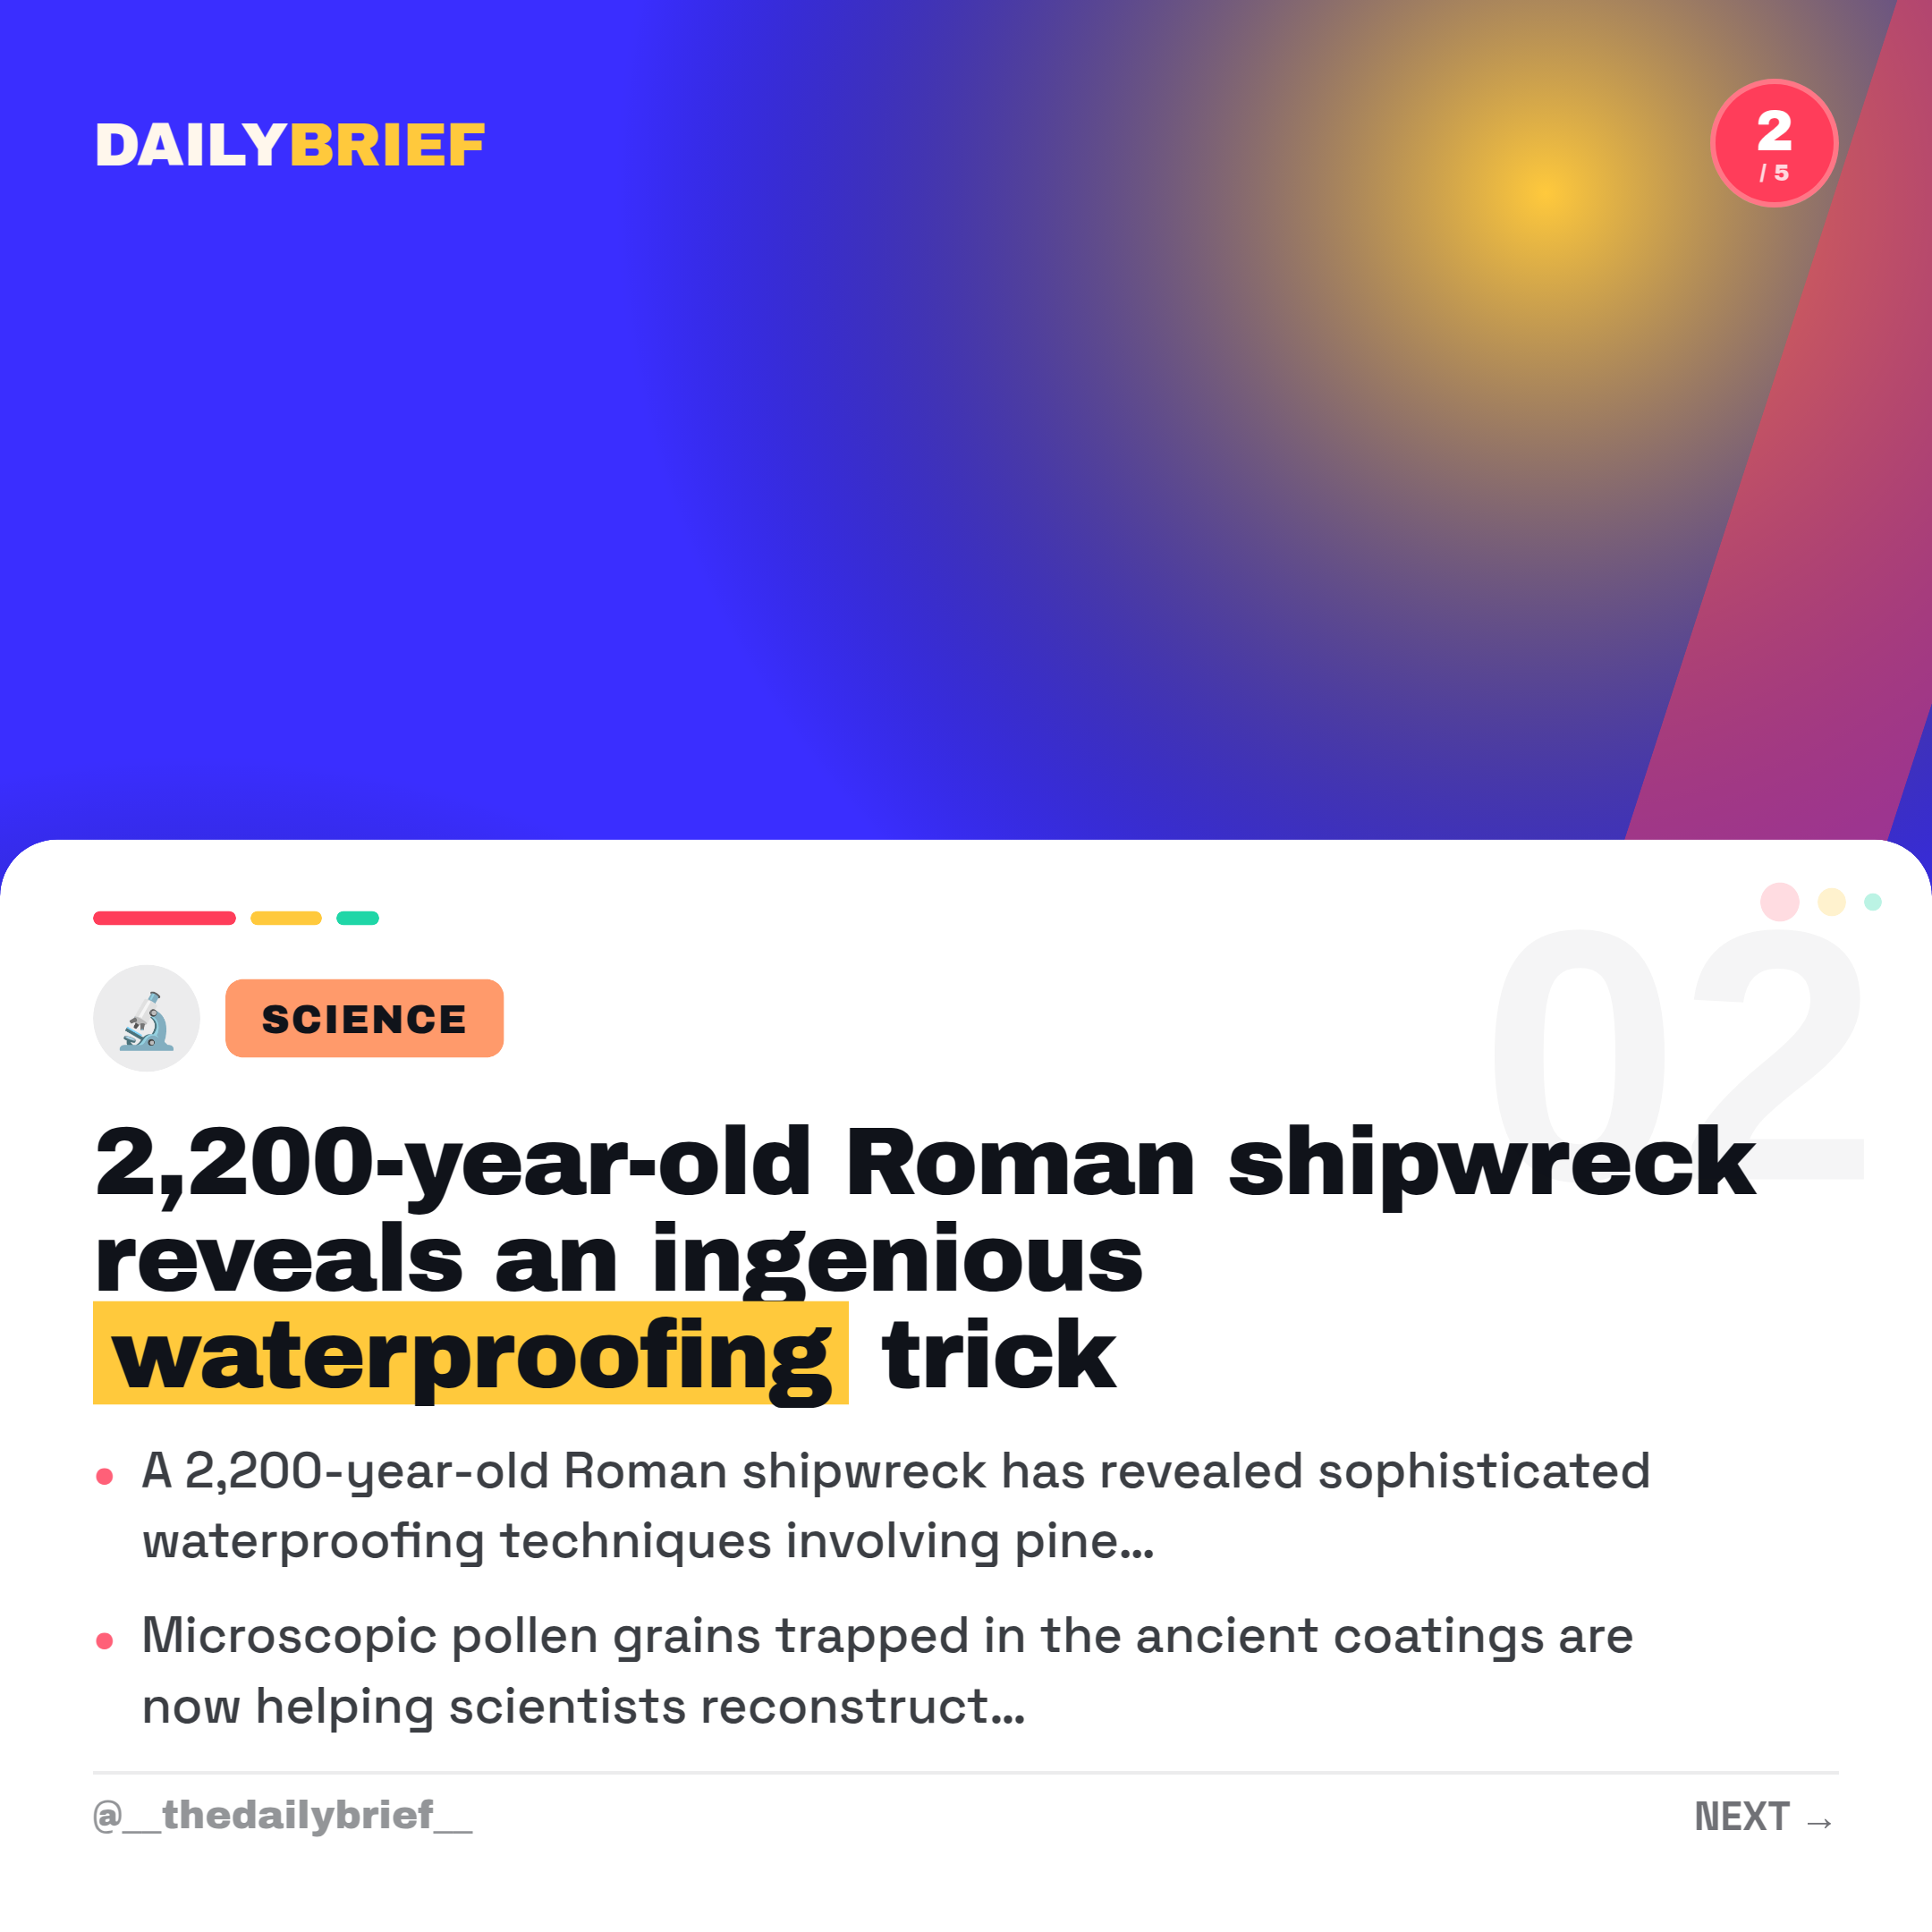 DAILYBRIEF
2
/ 5
02
SCIENCE
2,200-year-old Roman shipwreck
reveals an ingenious
waterproofing trick
• A 2,200-year-old Roman shipwreck has revealed sophisticated
waterproofing techniques involving pine...
• Microscopic pollen grains trapped in the ancient coatings are
now helping scientists reconstruct...
@__thedailybrief__
NEXT →